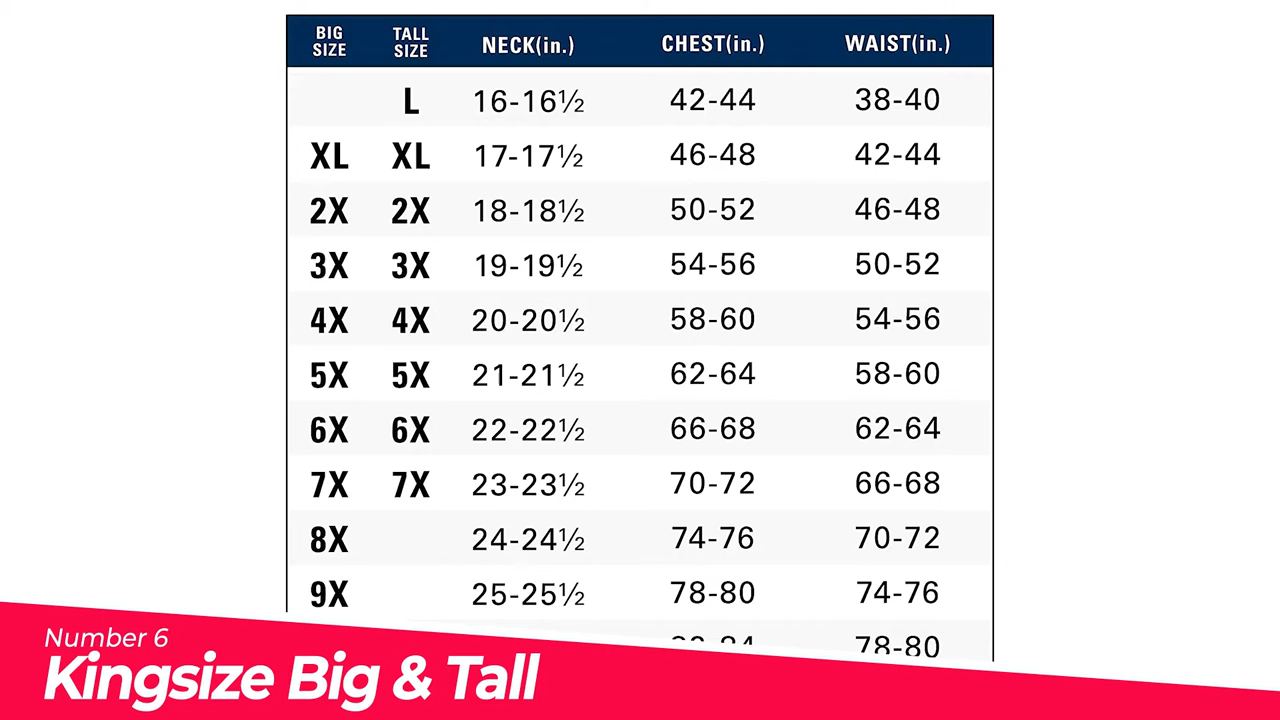 BIG SIZE TALL SIZE NECK(in.) CHEST(in.) WAIST(in.)
L 16-16½ 42-44 38-40
XL XL 17-17½ 46-48 42-44
2X 2X 18-18½ 50-52 46-48
3X 3X 19-19½ 54-56 50-52
4X 4X 20-20½ 58-60 54-56
5X 5X 21-21½ 62-64 58-60
6X 6X 22-22½ 66-68 62-64
7X 7X 23-23½ 70-72 66-68
8X 24-24½ 74-76 70-72
9X 25-25½ 78-80 74-76
78-80
Number 6
Kingsize Big & Tall